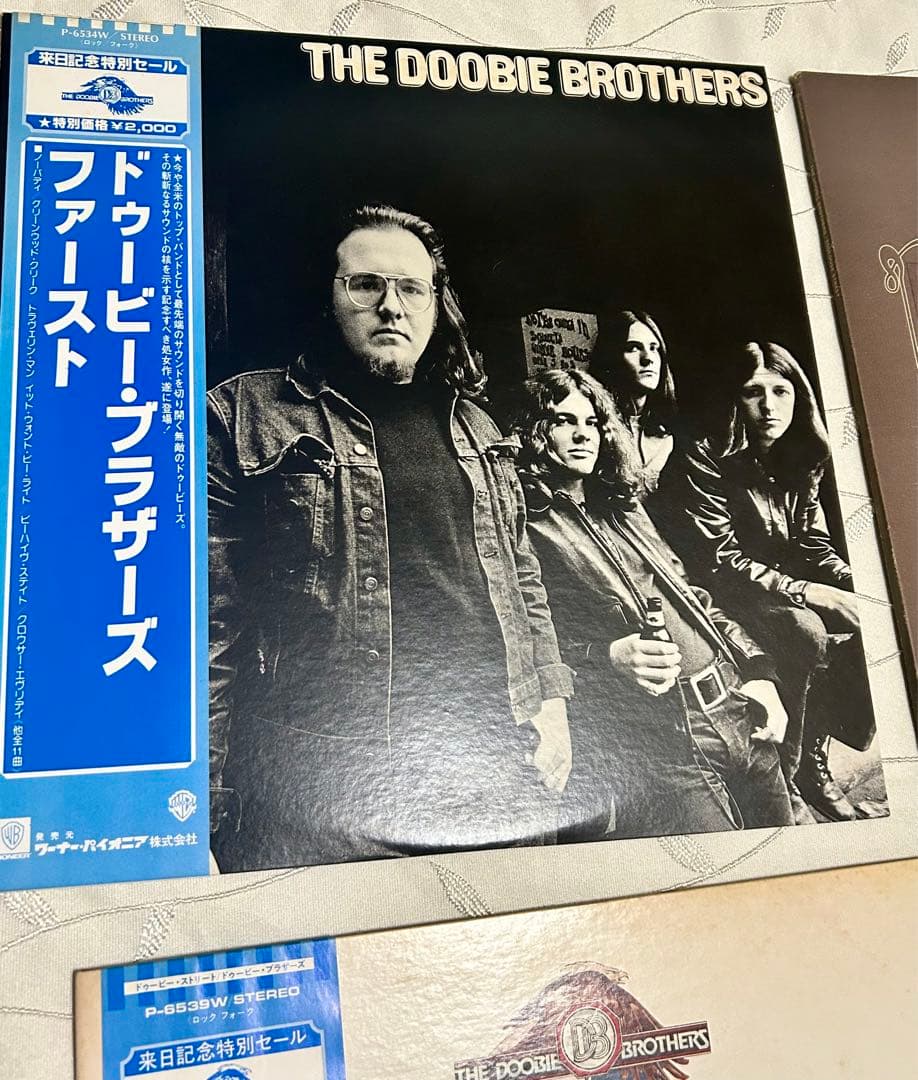 P-6534W/STEREO
(ロック/フォーク)
来日記念特別セール
THE DOOBIE BROTHERS
★特別価格¥2,000
★今や全米のトップ・バンドとして最先端のサウンドを切り開く無敵のドゥービーズ。
その斬新なるサウンドの核を示す記念すべき処女作、遂に登場!
ドゥービー・ブラザーズ
ファースト
■ノーバディ グリーンウッド・クリーク トラヴェリン・マン イット・ウォント・ビー・ライト ビーハイヴ・ステイト クロウサー・エヴリデイ(他全11曲)
発売元
ワーナー・パイオニア株式会社
THE DOOBIE BROTHERS
ドゥービー・ストリート/ドゥービー・ブラザーズ
P-6539W/STEREO
(ロック フォーク)
来日記念特別セール
THE DOOBIE BROTHERS